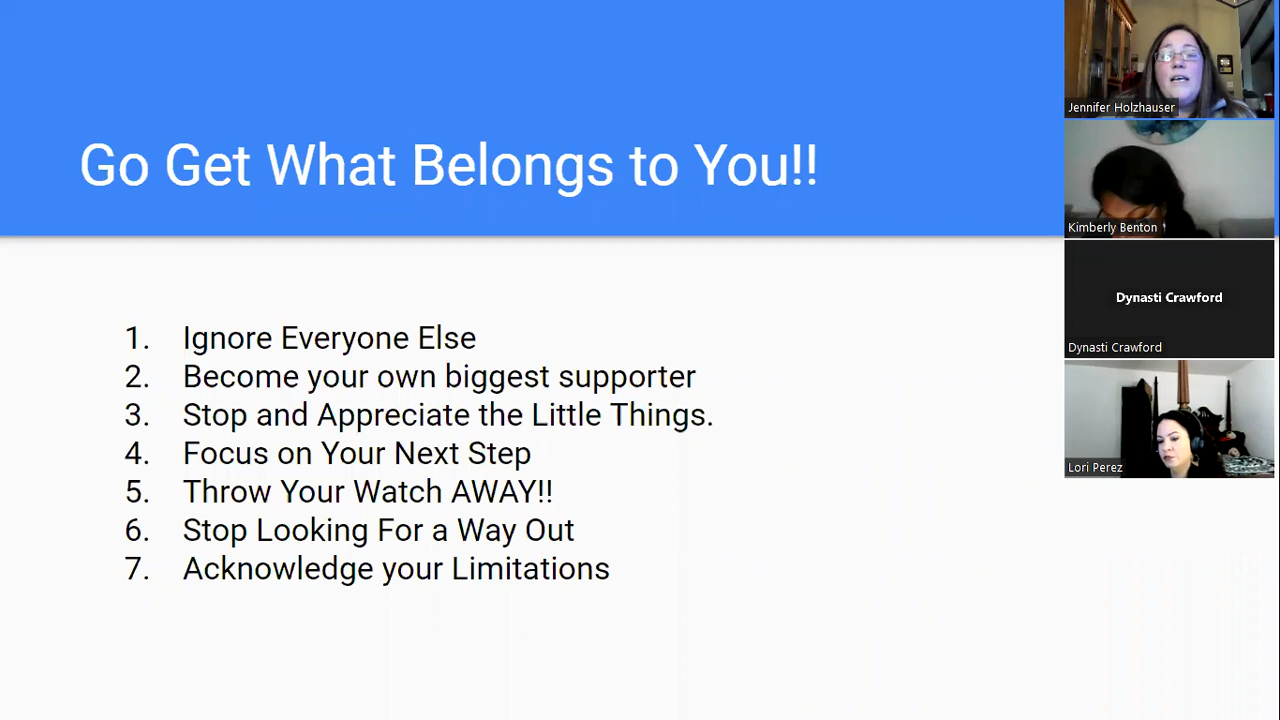 Go Get What Belongs to You!!
1. Ignore Everyone Else
2. Become your own biggest supporter
3. Stop and Appreciate the Little Things.
4. Focus on Your Next Step
5. Throw Your Watch AWAY!!
6. Stop Looking For a Way Out
7. Acknowledge your Limitations
Jennifer Holzhauser
Kimberly Benton
Dynasti Crawford
Dynasti Crawford
Lori Perez